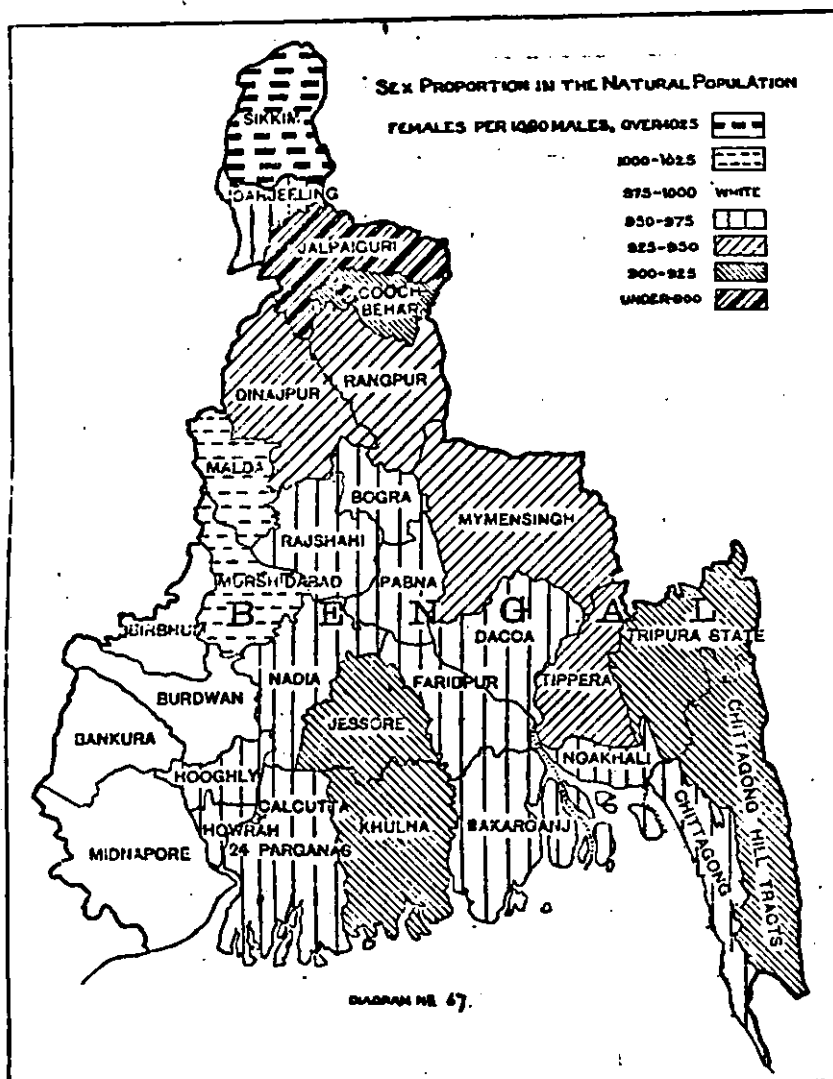 SEX PROPORTION IN THE NATURAL POPULATION
FEMALES PER 1000 MALES, OVER 1025
1000-1025
975-1000 WHITE
950-975
925-950
900-925
UNDER-900
SIKKIM
DARJEELING
JALPAIGURI
COOCH
BEHAR
RANGPUR
DINAJPUR
MALDA
BOGRA
MYMENSINGH
RAJSHAHI
MURSHIDABAD
PABNA
BENGAL
BIRBHUM
DACCA
TRIPURA STATE
NADIA
FARIDPUR
TIPPERA
BURDWAN
BANKURA
JESSORE
NOAKHALI
HOOGHLY
CALCUTTA
HOWRAH
24 PARGANAS
KHULHA
BAKARGANJ
MIDNAPORE
CHITTAGONG
CHITTAGONG HILL TRACTS
DIAGRAM NE 67.